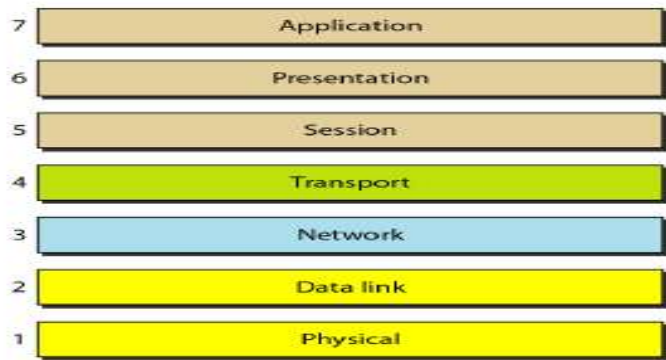 7 Application
6 Presentation
5 Session
4 Transport
3 Network
2 Data link
1 Physical